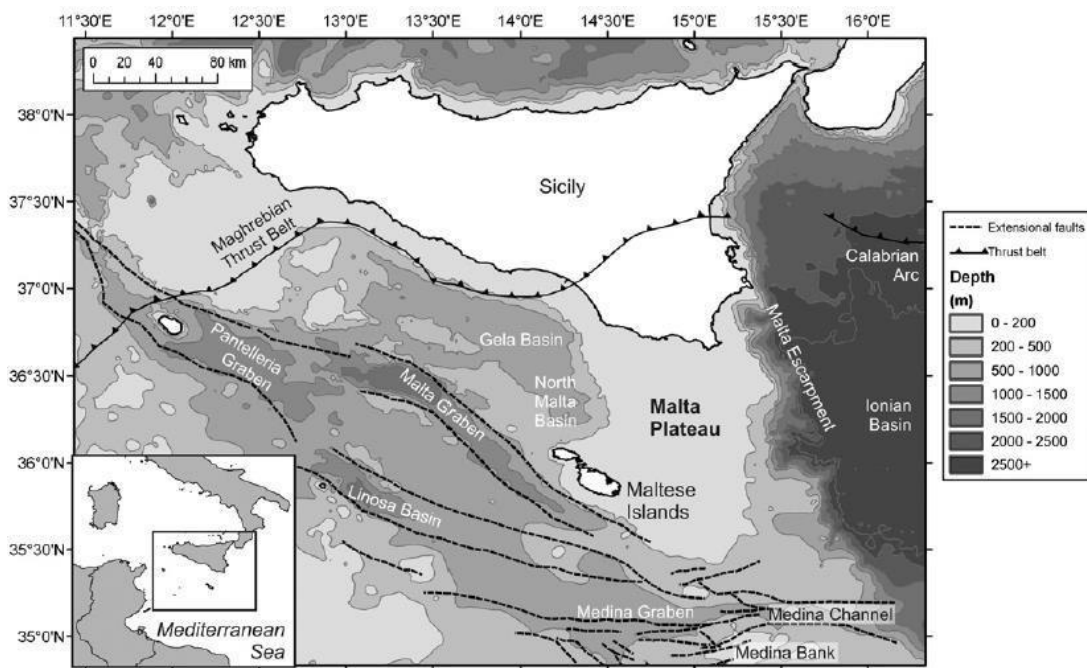 11°30'E 12°0'E 12°30'E 13°0'E 13°30'E 14°0'E 14°30'E 15°0'E 15°30'E 16°0'E
0 40 80 km
38°0'N
37°30'N
37°0'N
36°30'N
36°0'N
35°30'N
35°0'N
Sicily
Maghrebian
Thrust Belt
Calabrian
Arc
Gela Basin
Pantelleria
Graben
Malta Graben
North
Malta
Basin
Malta
Plateau
Malta Escarpment
Ionian
Basin
Maltese
Islands
Linosa Basin
Medina Graben
Medina Channel
Medina Bank
Mediterranean
Sea
Extensional faults
Thrust belt
Depth
(m)
0 - 200
200 - 500
500 - 1000
1000 - 1500
1500 - 2000
2000 - 2500
2500+